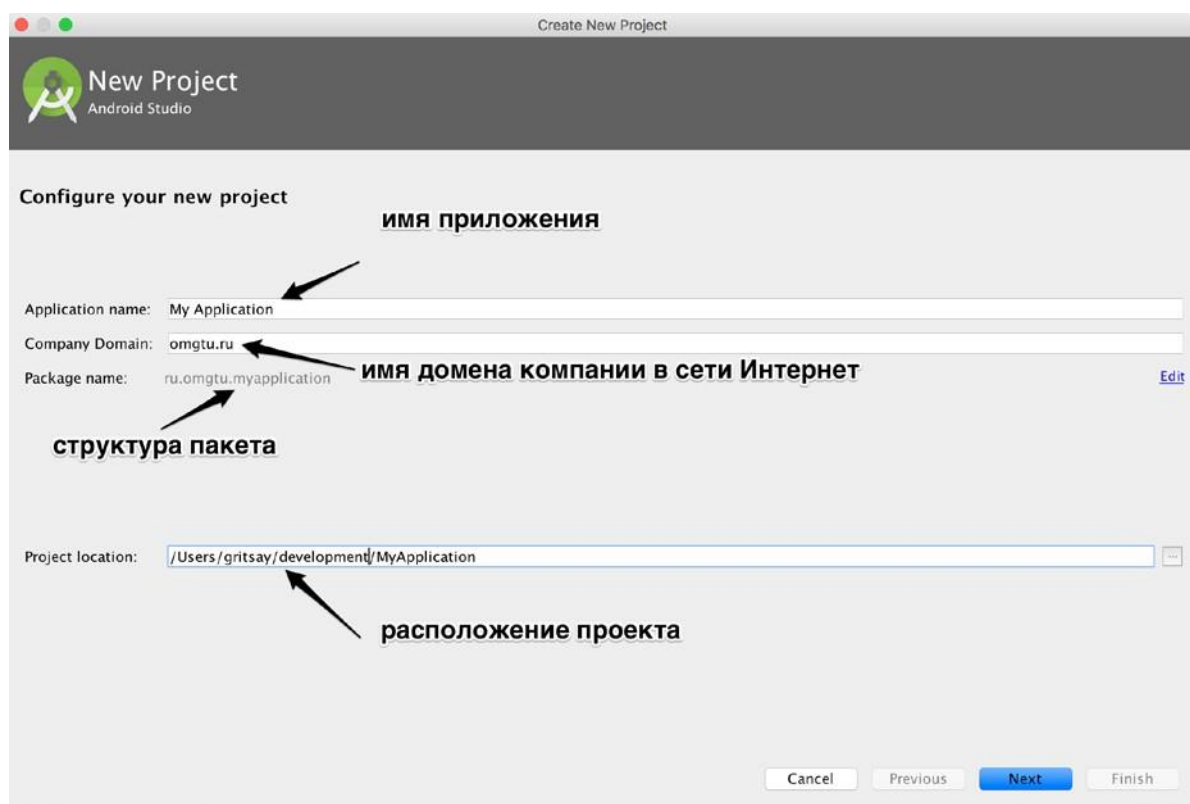 Create New Project
New Project
Android Studio
Configure your new project
имя приложения
Application name: My Application
Company Domain: omgtu.ru
имя домена компании в сети Интернет
Package name: ru.omgtu.myapplication Edit
структура пакета
Project location: /Users/gritsay/development/MyApplication ...
расположение проекта
Cancel Previous Next Finish